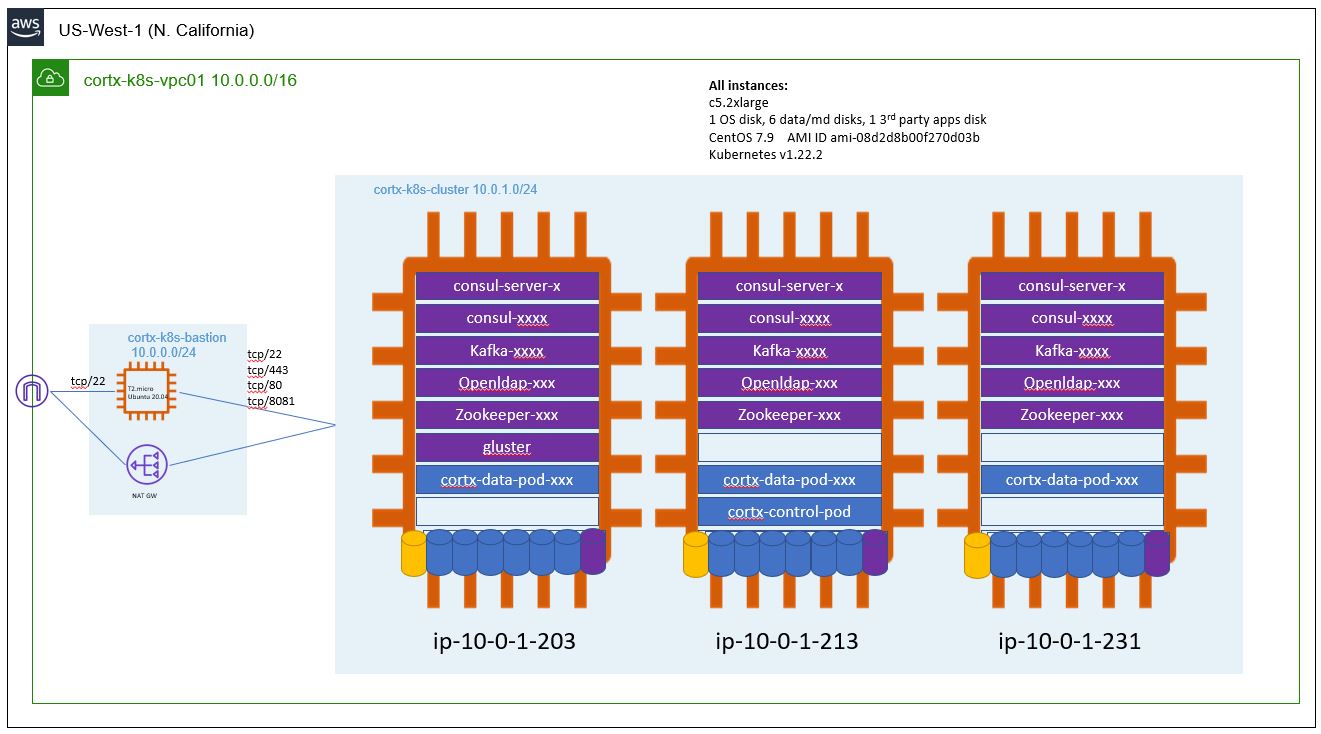 aws
US-West-1 (N. California)
cortx-k8s-vpc01 10.0.0.0/16
All instances:
c5.2xlarge
1 OS disk, 6 data/md disks, 1 3rd party apps disk
CentOS 7.9 AMI ID ami-08d2d8b00f270d03b
Kubernetes v1.22.2
cortx-k8s-cluster 10.0.1.0/24
cortx-k8s-bastion
10.0.0.0/24
tcp/22
T2.micro
Ubuntu 20.04
NAT GW
tcp/22
tcp/443
tcp/80
tcp/8081
consul-server-x
consul-xxxx
Kafka-xxxx
Openldap-xxx
Zookeeper-xxx
gluster
cortx-data-pod-xxx
ip-10-0-1-203
consul-server-x
consul-xxxx
Kafka-xxxx
Openldap-xxx
Zookeeper-xxx
cortx-data-pod-xxx
cortx-control-pod
ip-10-0-1-213
consul-server-x
consul-xxxx
Kafka-xxxx
Openldap-xxx
Zookeeper-xxx
cortx-data-pod-xxx
ip-10-0-1-231